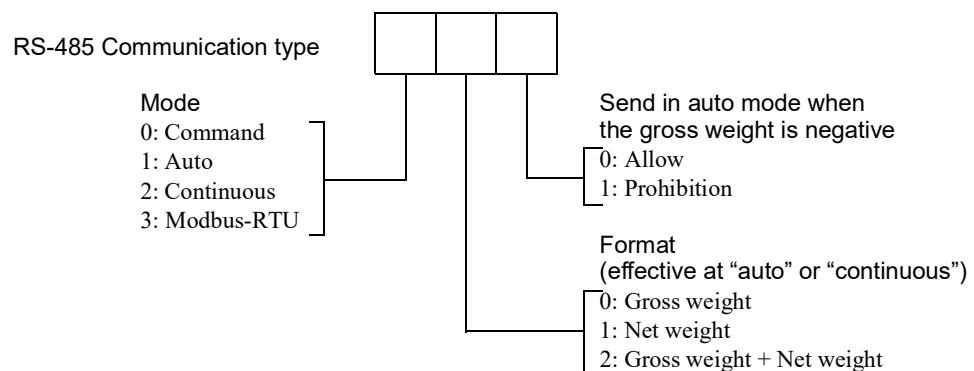 RS-485 Communication type
Mode
0: Command
1: Auto
2: Continuous
3: Modbus-RTU
Send in auto mode when
the gross weight is negative
0: Allow
1: Prohibition
Format
(effective at “auto” or “continuous”)
0: Gross weight
1: Net weight
2: Gross weight + Net weight